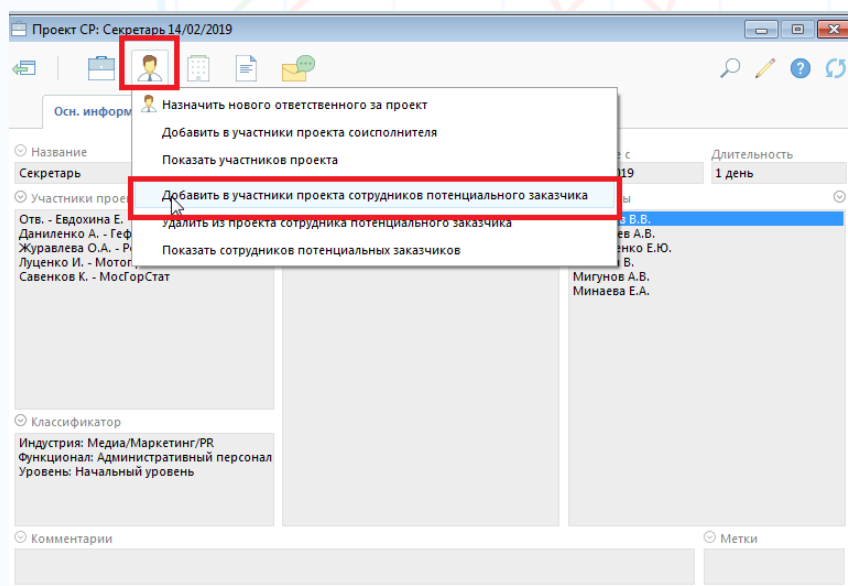 Проект СР: Секретарь 14/02/2019
Осн. информ
Назначить нового ответственного за проект
Добавить в участники проекта соисполнителя
Показать участников проекта
Добавить в участники проекта сотрудников потенциального заказчика
Удалить из проекта сотрудника потенциального заказчика
Показать сотрудников потенциальных заказчиков
Название
Секретарь
с
19
Длительность
1 день
Участники прое
Отв. - Евдохина Е.
Даниленко А. - Геф
Журавлева О.А. - Р
Луценко И. - Мотог
Савенков К. - МосГорСтат
В.В.
ев А.В.
енко Е.Ю.
В.
Мигунов А.В.
Минаева Е.А.
Классификатор
Индустрия: Медиа/Маркетинг/PR
Функционал: Административный персонал
Уровень: Начальный уровень
Комментарии
Метки